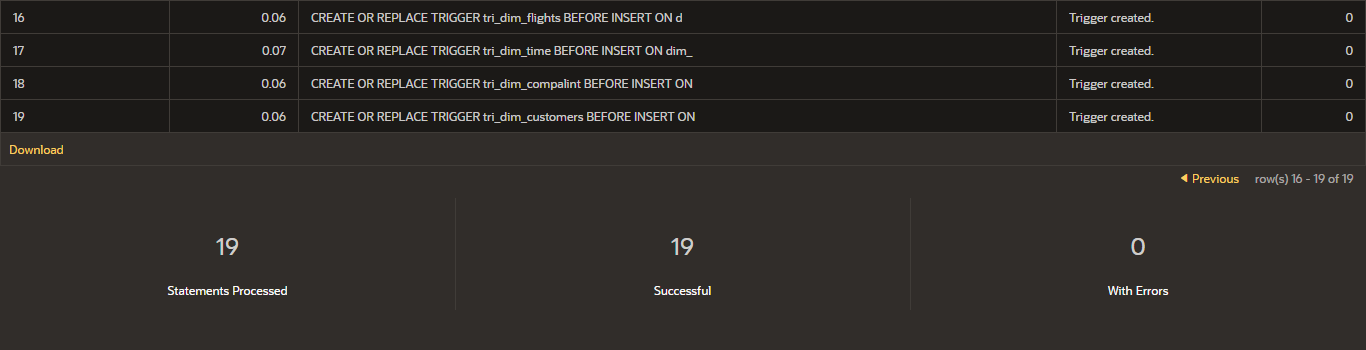 16 0.06 CREATE OR REPLACE TRIGGER tri_dim_flights BEFORE INSERT ON d Trigger created. 0
17 0.07 CREATE OR REPLACE TRIGGER tri_dim_time BEFORE INSERT ON dim_ Trigger created. 0
18 0.06 CREATE OR REPLACE TRIGGER tri_dim_compalint BEFORE INSERT ON Trigger created. 0
19 0.06 CREATE OR REPLACE TRIGGER tri_dim_customers BEFORE INSERT ON Trigger created. 0
Download
Previous row(s) 16 - 19 of 19
19 19 0
Statements Processed Successful With Errors